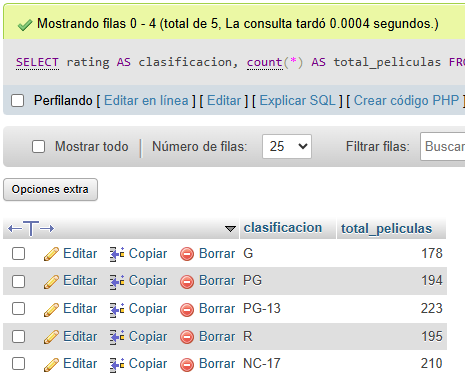 Mostrando filas 0 - 4 (total de 5, La consulta tardó 0.0004 segundos.)
SELECT rating AS clasificacion, count(*) AS total_peliculas FRO
Perfilando [ Editar en línea ] [ Editar ] [ Explicar SQL ] [ Crear código PHP ]
Mostrar todo Número de filas: 25 Filtrar filas: Buscar
Opciones extra
←T→ clasificacion total_peliculas
Editar Copiar Borrar G 178
Editar Copiar Borrar PG 194
Editar Copiar Borrar PG-13 223
Editar Copiar Borrar R 195
Editar Copiar Borrar NC-17 210